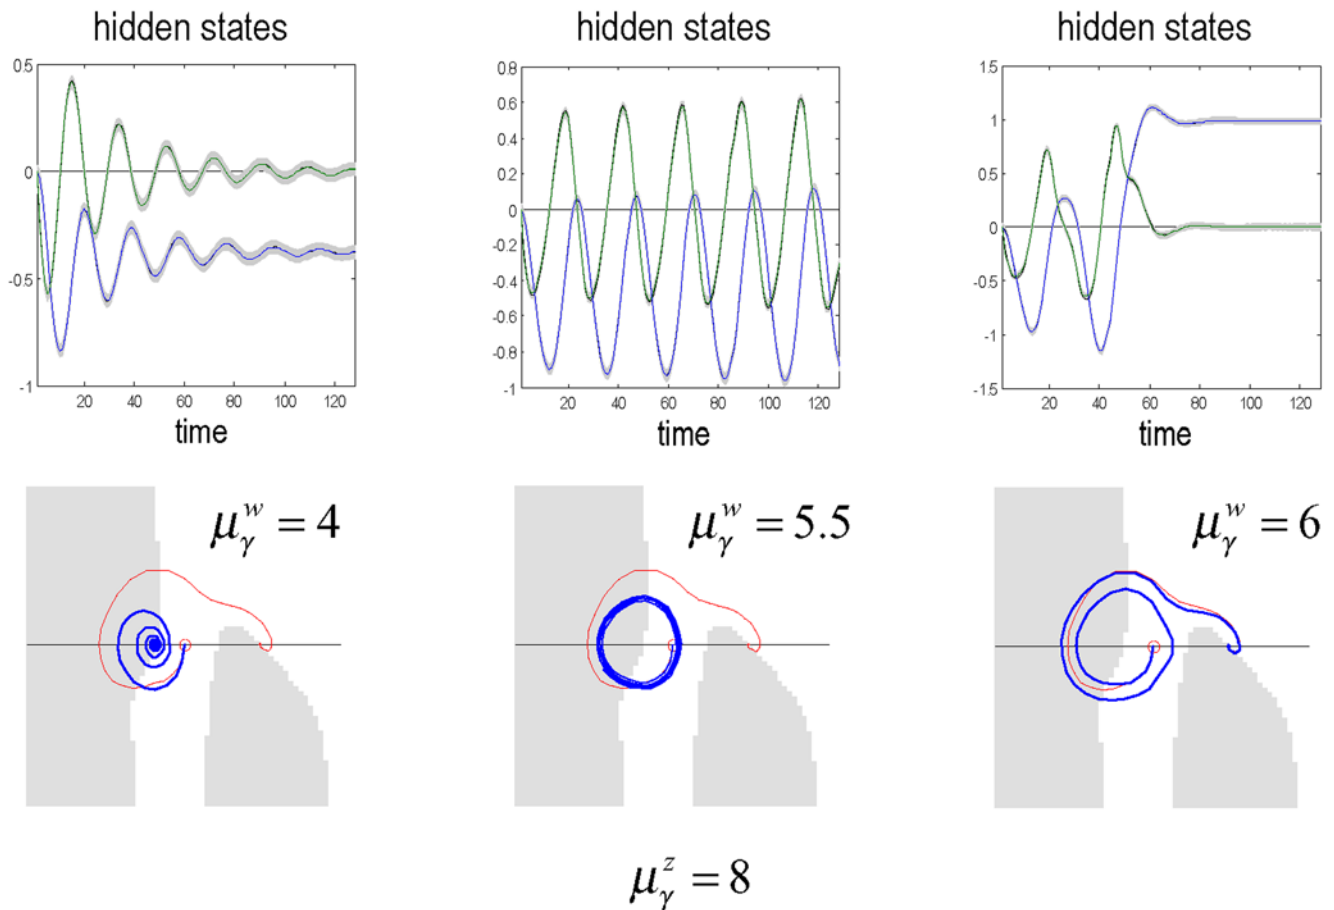 hidden states hidden states hidden states
0.5 0.8 1.5
0.6
0.4 1
0.2 0.5
0 0 0
-0.2
-0.4 -0.5
-0.5 -0.6 -1
-0.8
-1 -1 -1.5
20 40 60 80 100 120 20 40 60 80 100 120 20 40 60 80 100 120
time time time
μ_γ^w = 4 μ_γ^w = 5.5 μ_γ^w = 6
μ_γ^z = 8